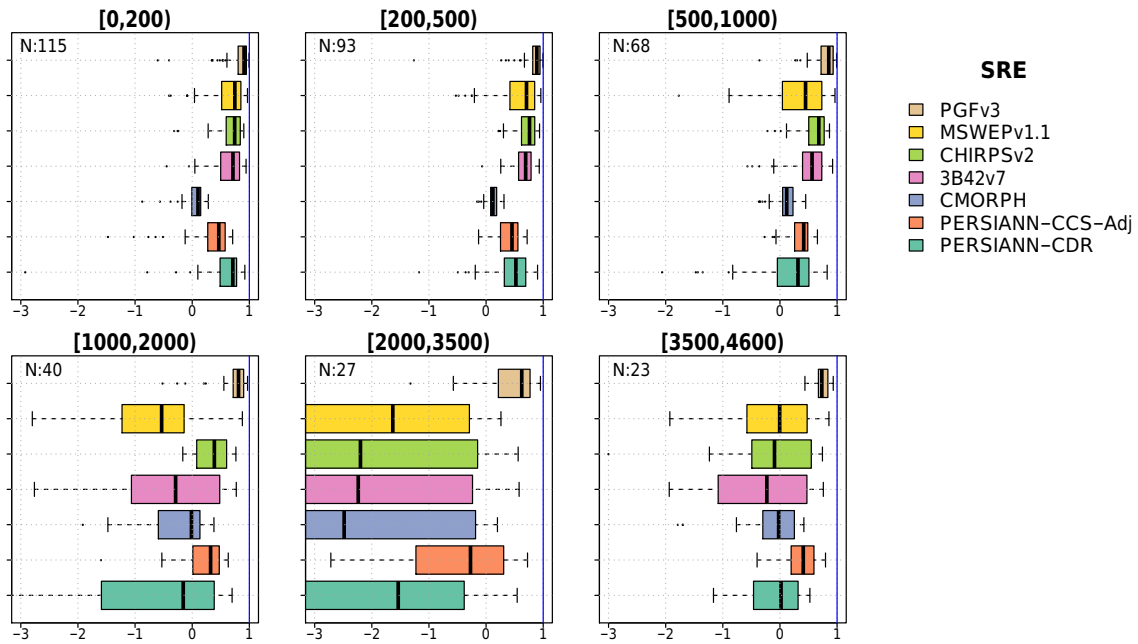 [0,200)
[200,500)
[500,1000)
N:115
N:93
N:68
−3 −2 −1 0 1
−3 −2 −1 0 1
−3 −2 −1 0 1
SRE
PGFv3
MSWEPv1.1
CHIRPSv2
3B42v7
CMORPH
PERSIANN−CCS−Adj
PERSIANN−CDR
[1000,2000)
[2000,3500)
[3500,4600)
N:40
N:27
N:23
−3 −2 −1 0 1
−3 −2 −1 0 1
−3 −2 −1 0 1